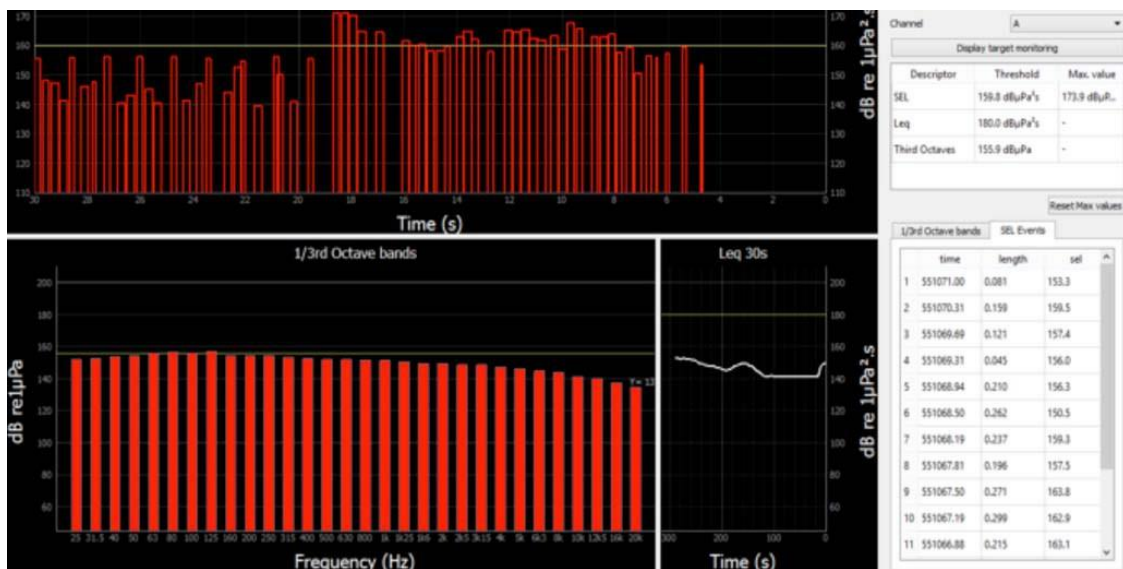 170
160
150
140
130
120
110
dB re 1µPa².s
170
160
150
140
130
120
110
30 28 26 24 22 20 18 16 14 12 10 8 6 4 2 0
Time (s)
1/3rd Octave bands
200
180
160
140
120
100
80
60
dB re1µPa
Y = 13
25 31.5 40 50 63 80 100 125 160 200 250 315 400 500 630 800 1k 1k25 1k6 2k 2k5 3k15 4k 5k 6k3 8k 10k 12k5 16k 20k
Frequency (Hz)
Leq 30s
200
180
160
140
120
100
80
60
dB re 1µPa².s
300 200 100 0
Time (s)
Channel A
Display target monitoring
Descriptor Threshold Max. value
SEL 159.8 dBµPa²s 173.9 dBµP...
Leq 180.0 dBµPa²s -
Third Octaves 155.9 dBµPa -
Reset Max values
1/3rd Octave bands SEL Events
time length sel
1 551071.00 0.081 153.3
2 551070.31 0.159 159.5
3 551069.69 0.121 157.4
4 551069.31 0.045 156.0
5 551068.94 0.210 156.3
6 551068.50 0.262 150.5
7 551068.19 0.237 159.3
8 551067.81 0.196 157.5
9 551067.50 0.271 163.8
10 551067.19 0.299 162.9
11 551066.88 0.215 163.1